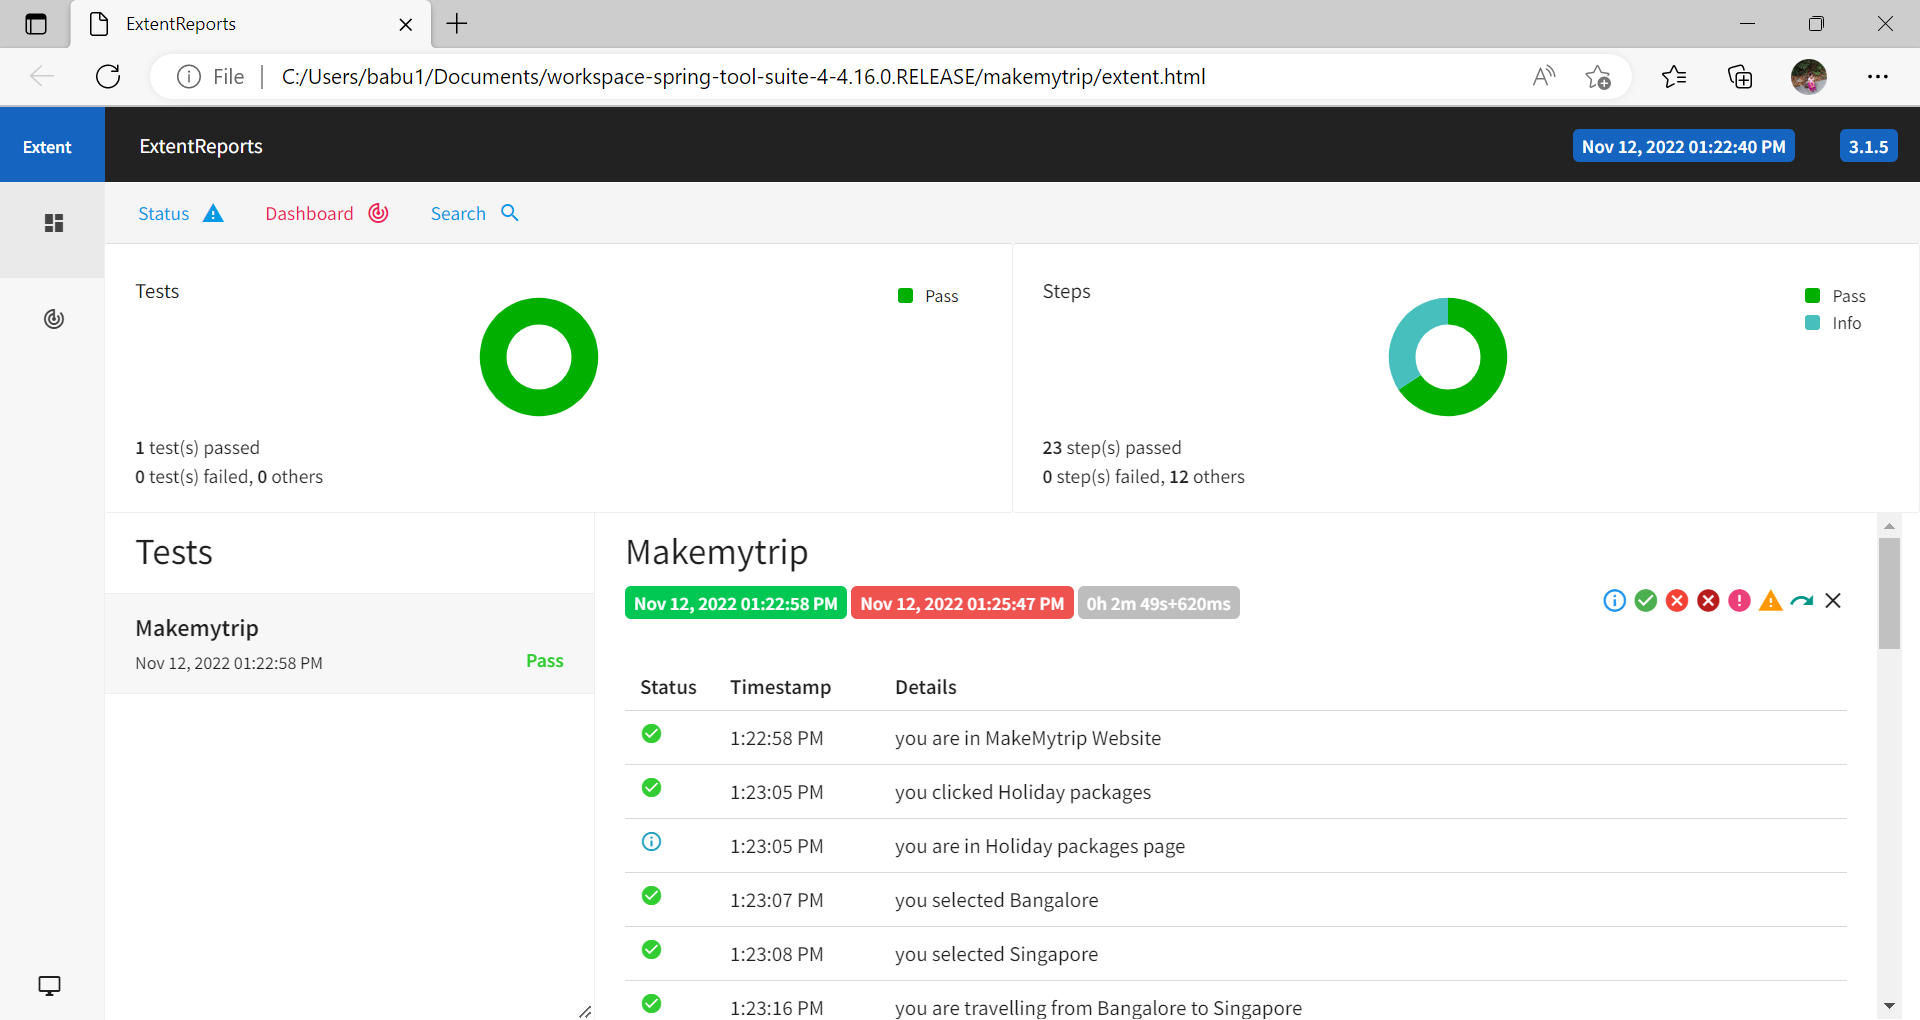 ExtentReports
File C:/Users/babu1/Documents/workspace-spring-tool-suite-4-4.16.0.RELEASE/makemytrip/extent.html
Extent ExtentReports Nov 12, 2022 01:22:40 PM 3.1.5
Status Dashboard Search
Tests
Pass
1 test(s) passed
0 test(s) failed, 0 others
Steps
Pass
Info
23 step(s) passed
0 step(s) failed, 12 others
Tests
Makemytrip
Nov 12, 2022 01:22:58 PM Pass
Makemytrip
Nov 12, 2022 01:22:58 PM Nov 12, 2022 01:25:47 PM 0h 2m 49s+620ms
Status Timestamp Details
1:22:58 PM you are in MakeMytrip Website
1:23:05 PM you clicked Holiday packages
1:23:05 PM you are in Holiday packages page
1:23:07 PM you selected Bangalore
1:23:08 PM you selected Singapore
1:23:16 PM you are travelling from Bangalore to Singapore